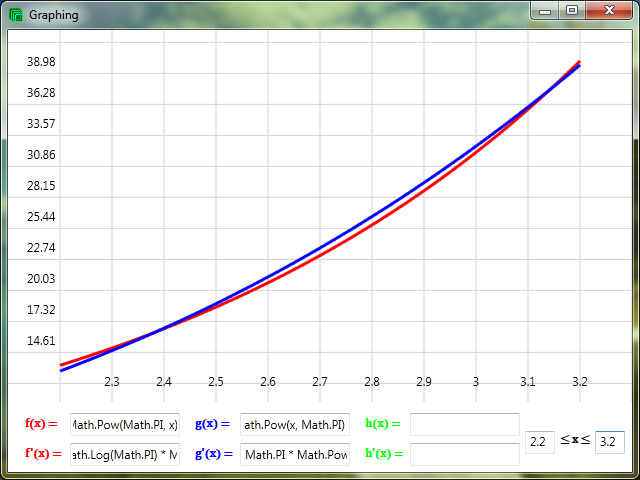 Graphing
38.98
36.28
33.57
30.86
28.15
25.44
22.74
20.03
17.32
14.61
2.3 2.4 2.5 2.6 2.7 2.8 2.9 3 3.1 3.2
f(x) = Math.Pow(Math.PI, x) g(x) = ath.Pow(x, Math.PI) h(x) =
f'(x) = ath.Log(Math.PI) * M g'(x) = Math.PI * Math.Pow h'(x) =
2.2 ≤ x ≤ 3.2